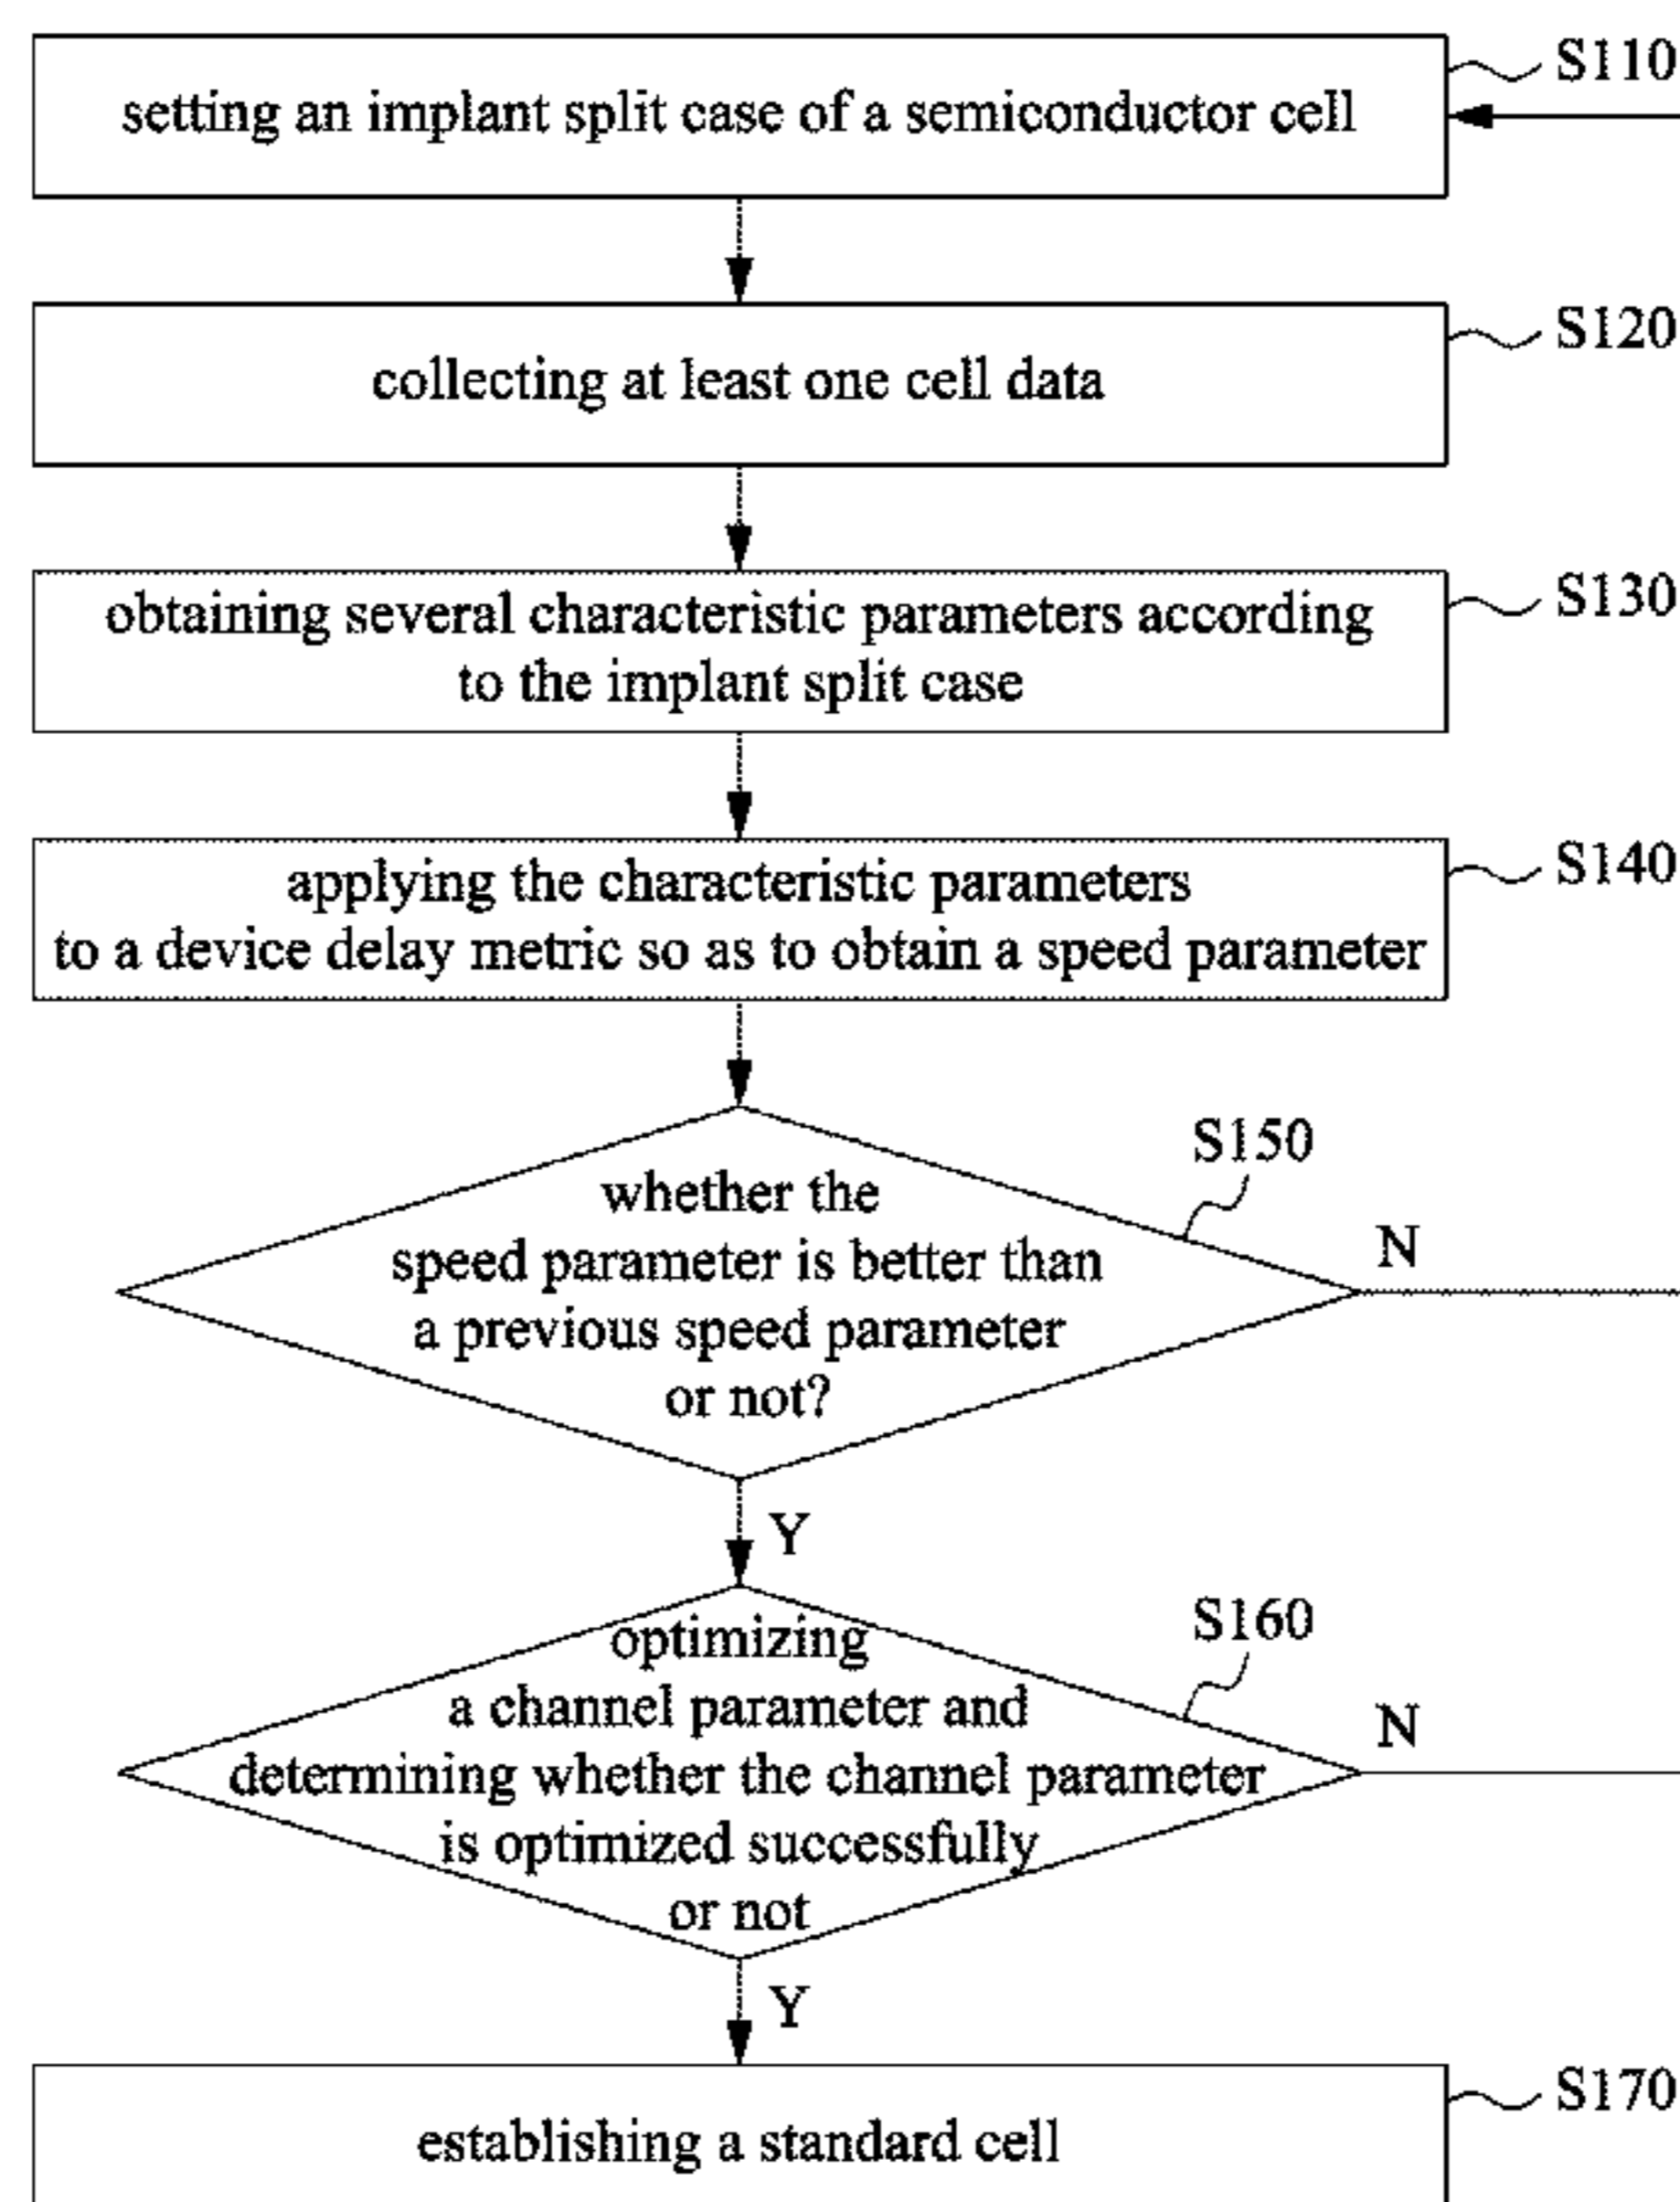 S110
setting an implant split case of a semiconductor cell
S120
collecting at least one cell data
S130
obtaining several characteristic parameters according
to the implant split case
S140
applying the characteristic parameters
to a device delay metric so as to obtain a speed parameter
S150
whether the
speed parameter is better than
a previous speed parameter
or not?
N
Y
S160
optimizing
a channel parameter and
determining whether the channel parameter
is optimized successfully
or not
N
Y
S170
establishing a standard cell